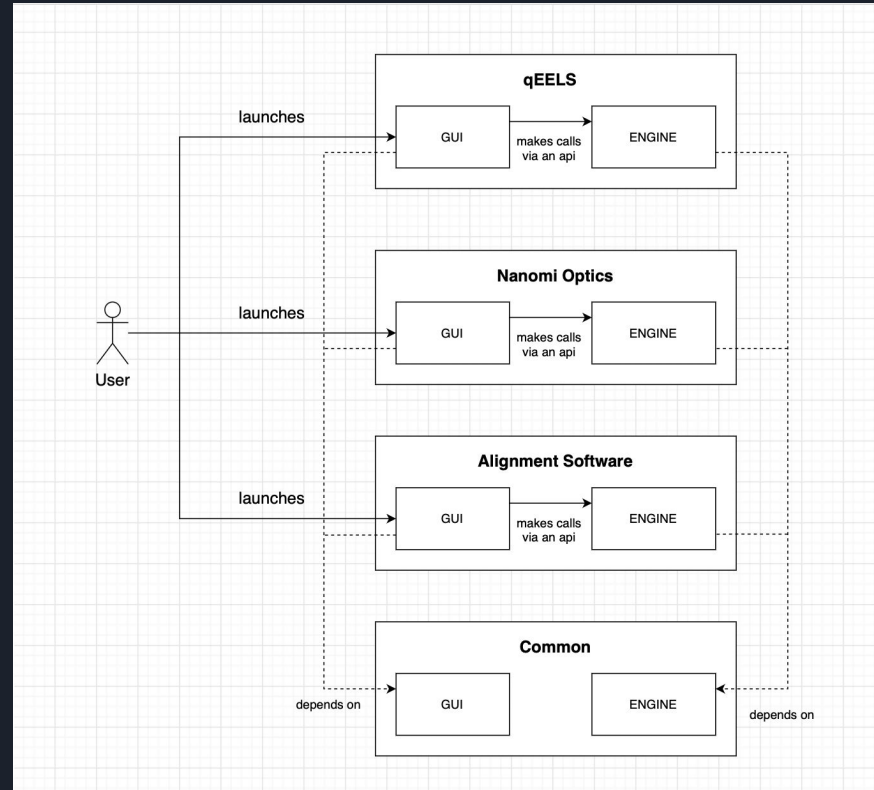 qEELS
launches
GUI
makes calls
via an api
ENGINE
Nanomi Optics
launches
GUI
makes calls
via an api
ENGINE
User
Alignment Software
launches
GUI
makes calls
via an api
ENGINE
Common
depends on
GUI
ENGINE
depends on